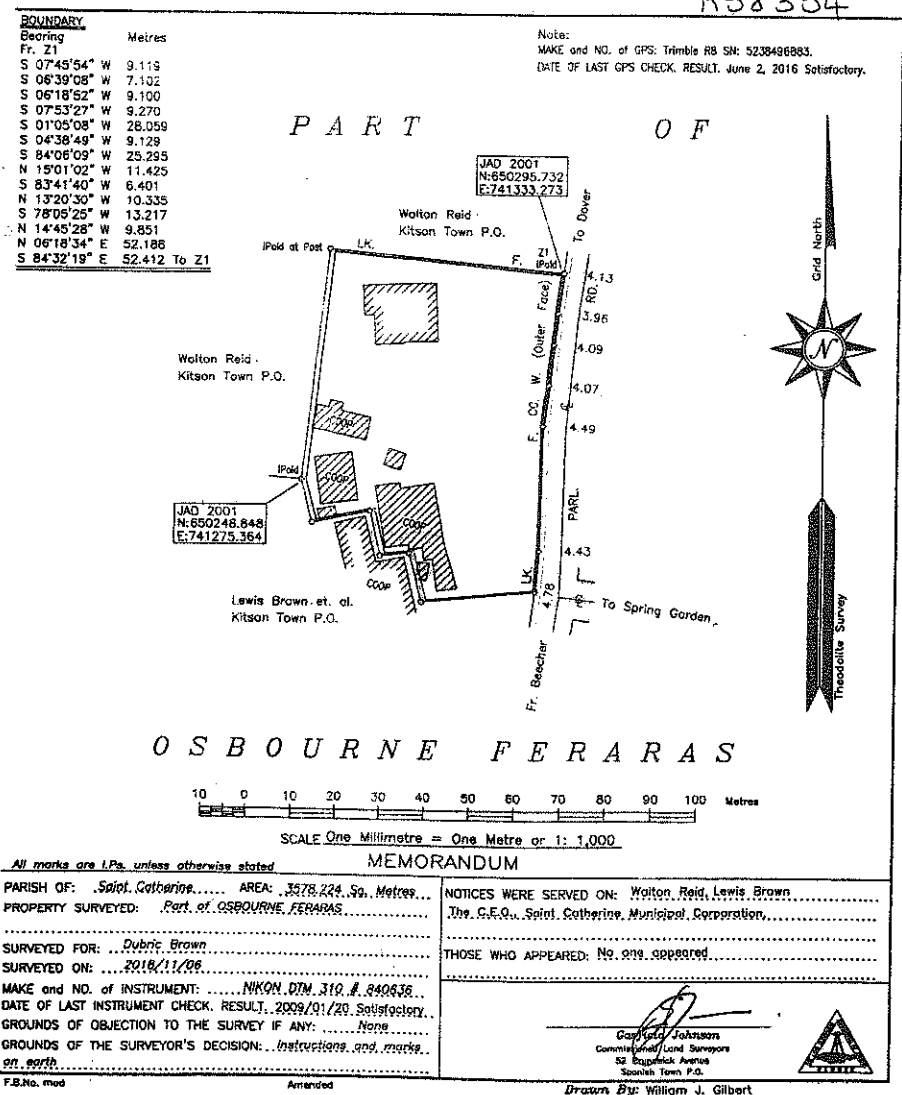 BOUNDARY
Bearing Metres
Fr. Z1
S 07°45'54" W 9.119
S 06°39'08" W 7.102
S 06°18'52" W 9.100
S 07°53'27" W 9.270
S 01°05'08" W 26.059
S 04°38'49" W 9.129
S 84°06'09" W 25.295
N 15°01'02" W 11.425
S 83°41'40" W 6.401
N 13°20'30" W 10.335
S 78°05'25" W 13.217
N 14°45'28" W 9.851
N 06°18'34" E 52.186
S 84°32'19" E 52.412 To Z1
Note:
MAKE and NO. of GPS: Trimble R8 SN: 5238496883.
DATE OF LAST GPS CHECK. RESULT. June 2, 2016 Satisfactory.
PART OF
JAD 2001
N:650295.732
E:741333.273
Walton Reid
Kitson Town P.O.
To Dover
IPoid at Post
LK.
F.
Z1
IPoid
4.13
RD.
3.96
4.09
4.07
4.49
F. CC. W. (Outer Face)
PARL.
Grid North
N
Theodolite Survey
Walton Reid
Kitson Town P.O.
COOP
IPoid
COOP
COOP
JAD 2001
N:650248.848
E:741275.364
COOP
LK.
4.43
4.78
To Spring Garden
Lewis Brown et. al.
Kitson Town P.O.
Fr. Beecher
OSBOURNE FERARAS
10 0 10 20 30 40 50 60 70 80 90 100 Metres
SCALE One Millimetre = One Metre or 1: 1,000
All marks are I.Ps. unless otherwise stated
MEMORANDUM
PARISH OF: Saint Catherine AREA: 3578.224 Sq. Metres
PROPERTY SURVEYED: Part of OSBOURNE FERARAS
SURVEYED FOR: Dubric Brown
SURVEYED ON: 2016/11/06
MAKE and NO. of INSTRUMENT: NIKON DTM 310 # 840636
DATE OF LAST INSTRUMENT CHECK. RESULT. 2009/01/20 Satisfactory
GROUNDS OF OBJECTION TO THE SURVEY IF ANY: None
GROUNDS OF THE SURVEYOR'S DECISION: Instructions and marks
on earth
NOTICES WERE SERVED ON: Walton Reid, Lewis Brown
The C.E.O., Saint Catherine Municipal Corporation,
THOSE WHO APPEARED: No one appeared
Johnson
Commissioned Land Surveyors
52 Avenue
Spanish Town P.O.
F.B.No. mod
Amended
Drawn By: William J. Gilbert